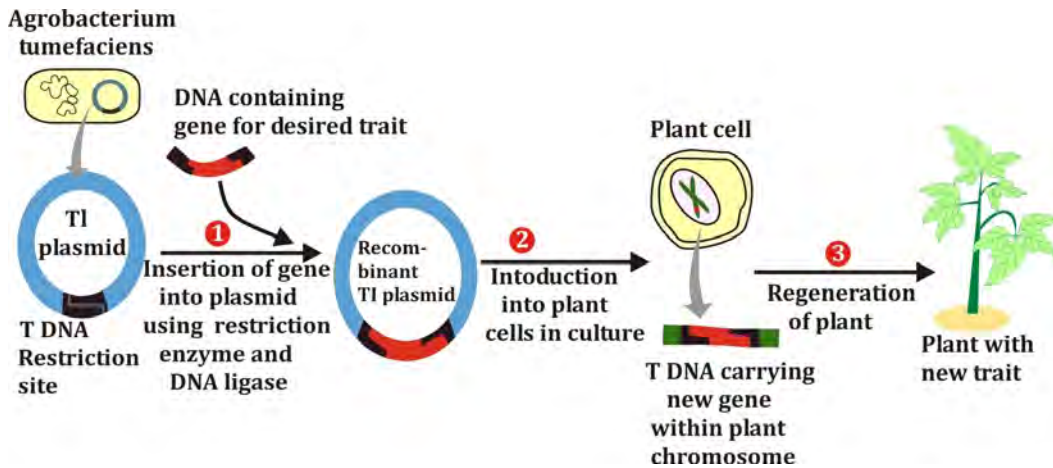 Agrobacterium
tumefaciens
DNA containing
gene for desired trait
Plant cell
TI
plasmid
1
Insertion of gene
into plasmid
using restriction
enzyme and
DNA ligase
T DNA
Restriction
site
Recom-
binant
TI plasmid
2
Intoduction
into plant
cells in culture
T DNA carrying
new gene
within plant
chromosome
3
Regeneration
of plant
Plant with
new trait